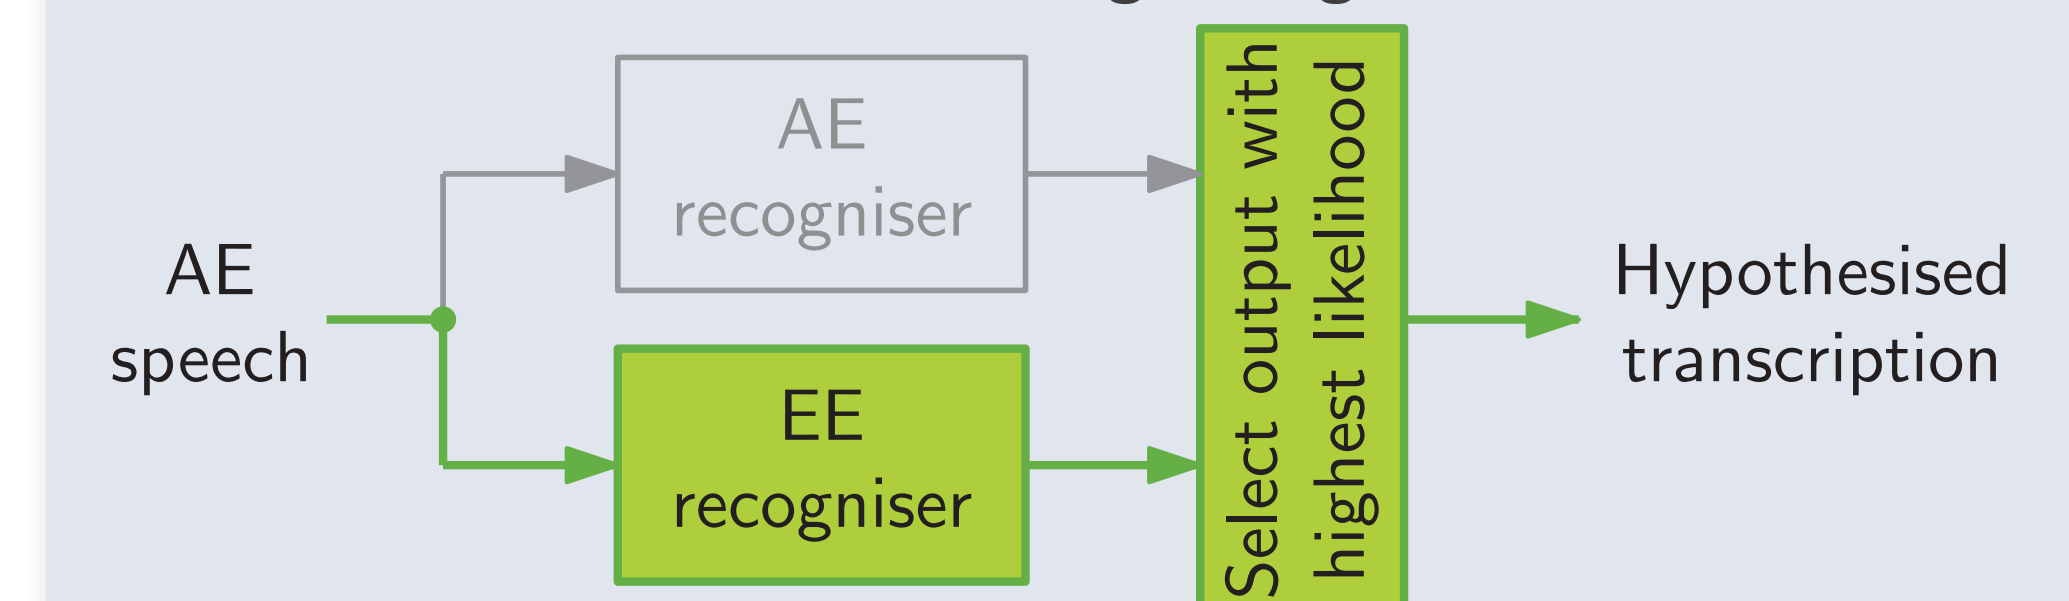 AE
speech
AE
recogniser
EE
recogniser
Select output with
highest likelihood
Hypothesised
transcription